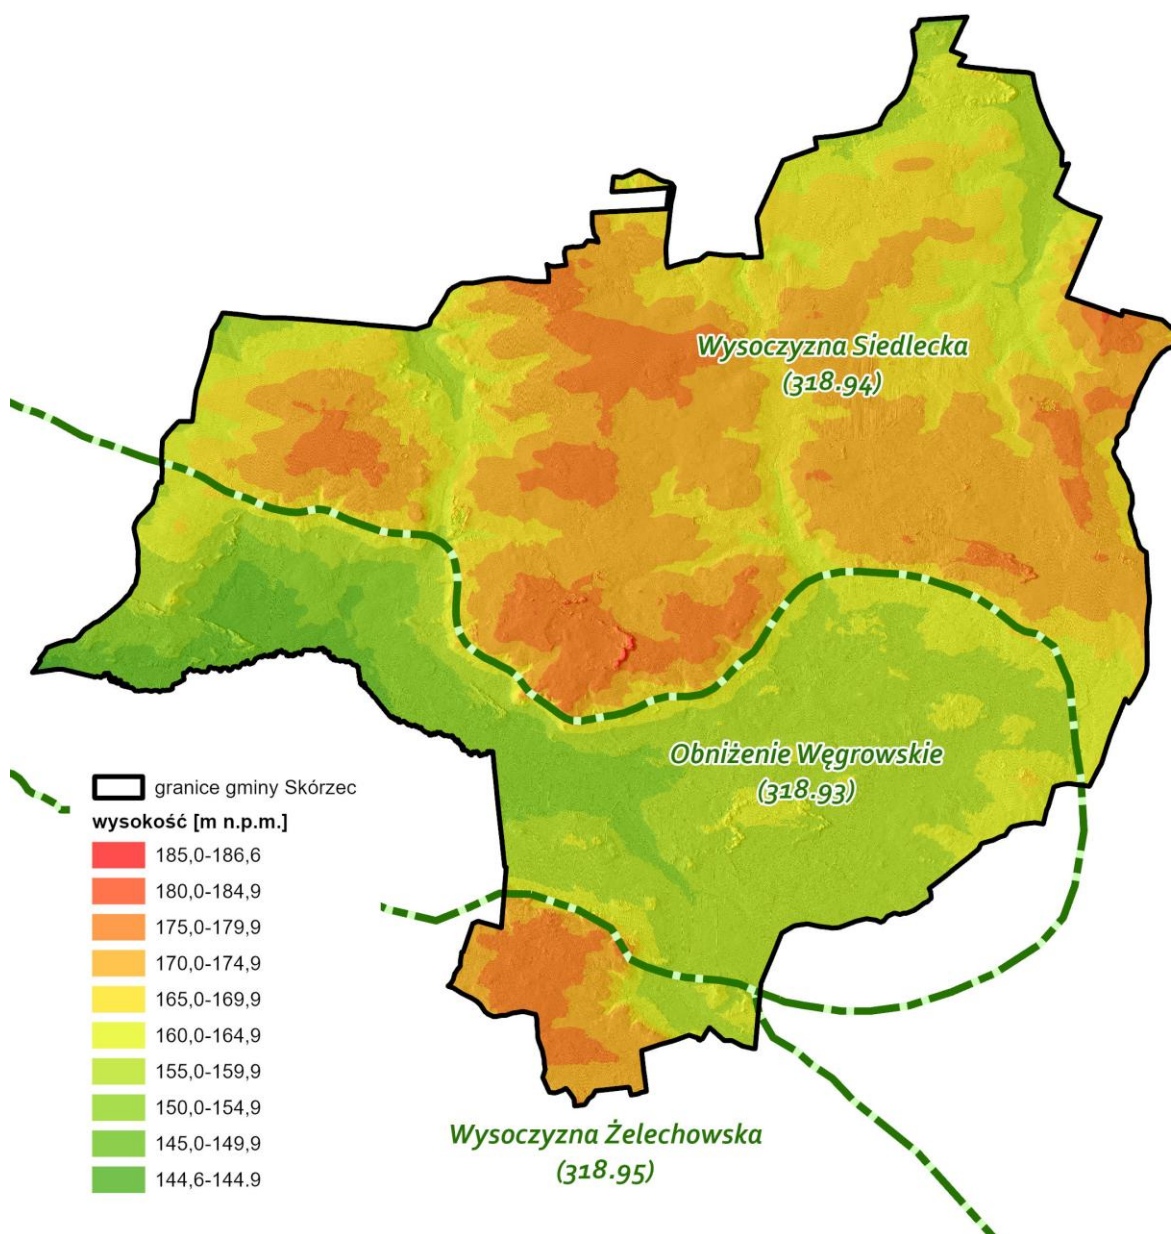 Wysoczyzna Siedlecka
(318.94)
Obniżenie Węgrowskie
(318.93)
granice gminy Skórzec
wysokość [m n.p.m.]
185,0-186,6
180,0-184,9
175,0-179,9
170,0-174,9
165,0-169,9
160,0-164,9
155,0-159,9
150,0-154,9
145,0-149,9
144,6-144.9
Wysoczyzna Żelechowska
(318.95)